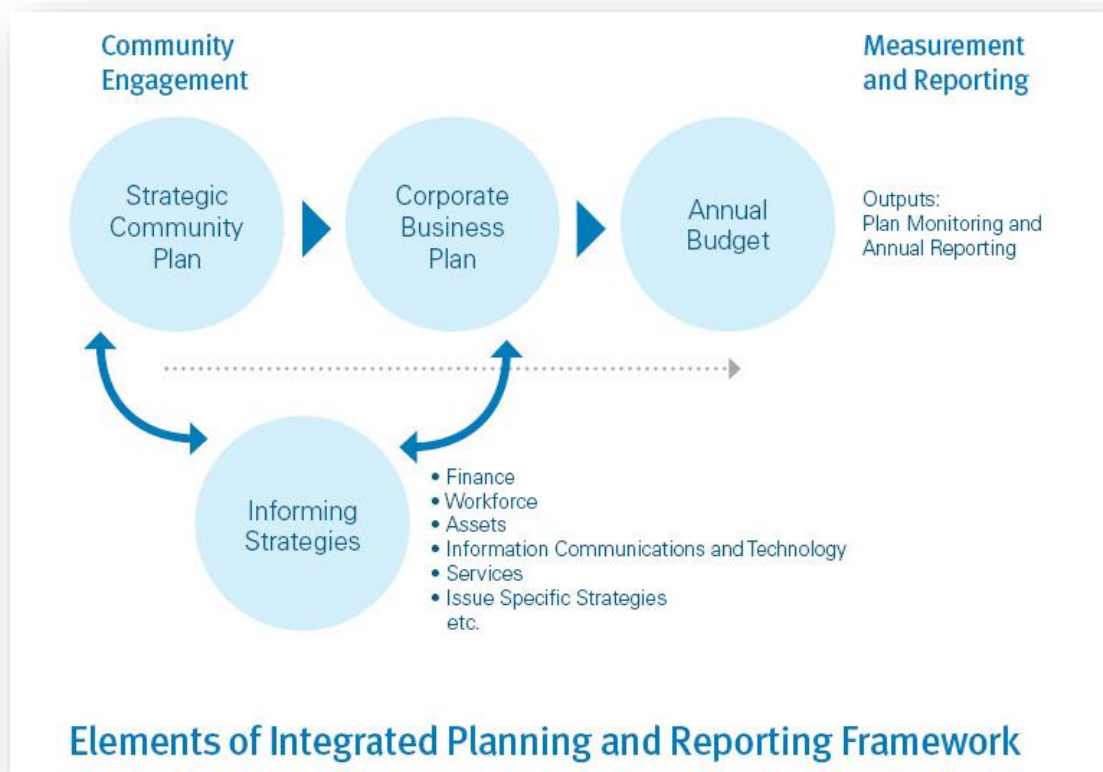 Community
Engagement
Measurement
and Reporting
Strategic
Community
Plan
Corporate
Business
Plan
Annual
Budget
Outputs:
Plan Monitoring and
Annual Reporting
Informing
Strategies
• Finance
• Workforce
• Assets
• Information Communications and Technology
• Services
• Issue Specific Strategies
etc.
Elements of Integrated Planning and Reporting Framework